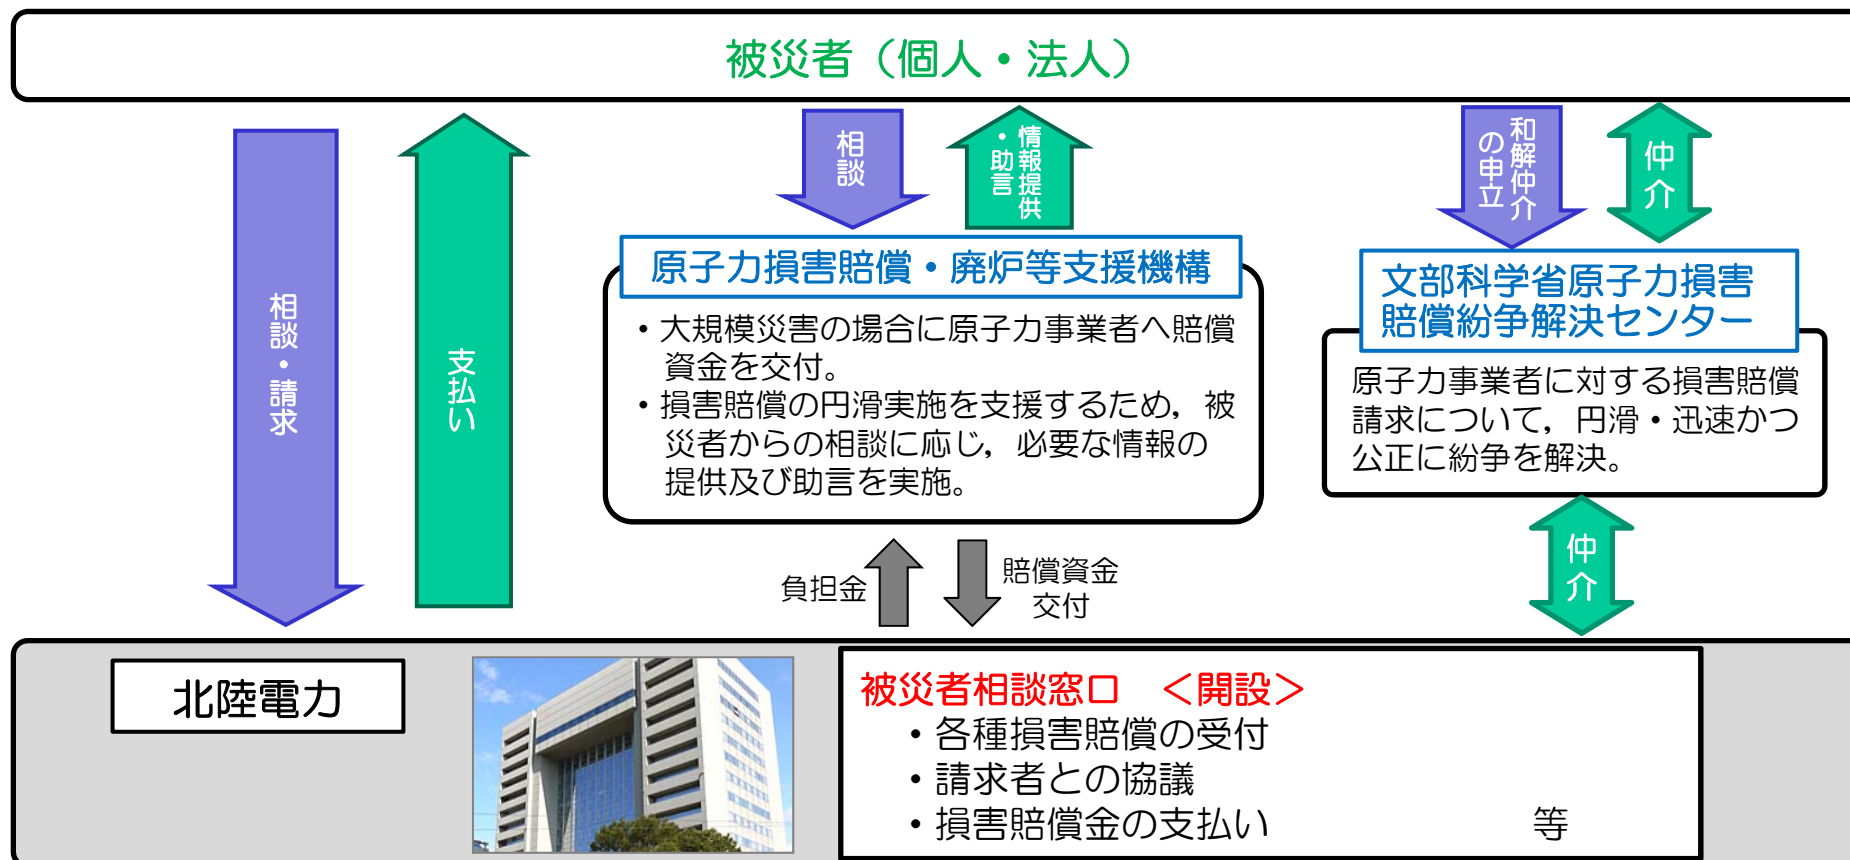 被災者（個人・法人）
相談・請求
支払い
相談
情報提供
・助言
和解仲介
の申立
仲介
原子力損害賠償・廃炉等支援機構
・大規模災害の場合に原子力事業者へ賠償
資金を交付。
・損害賠償の円滑実施を支援するため，被
災者からの相談に応じ，必要な情報の
提供及び助言を実施。
文部科学省原子力損害
賠償紛争解決センター
原子力事業者に対する損害賠償
請求について，円滑・迅速かつ
公正に紛争を解決。
負担金
賠償資金
交付
仲介
北陸電力
被災者相談窓口　＜開設＞
・各種損害賠償の受付
・請求者との協議
・損害賠償金の支払い　等